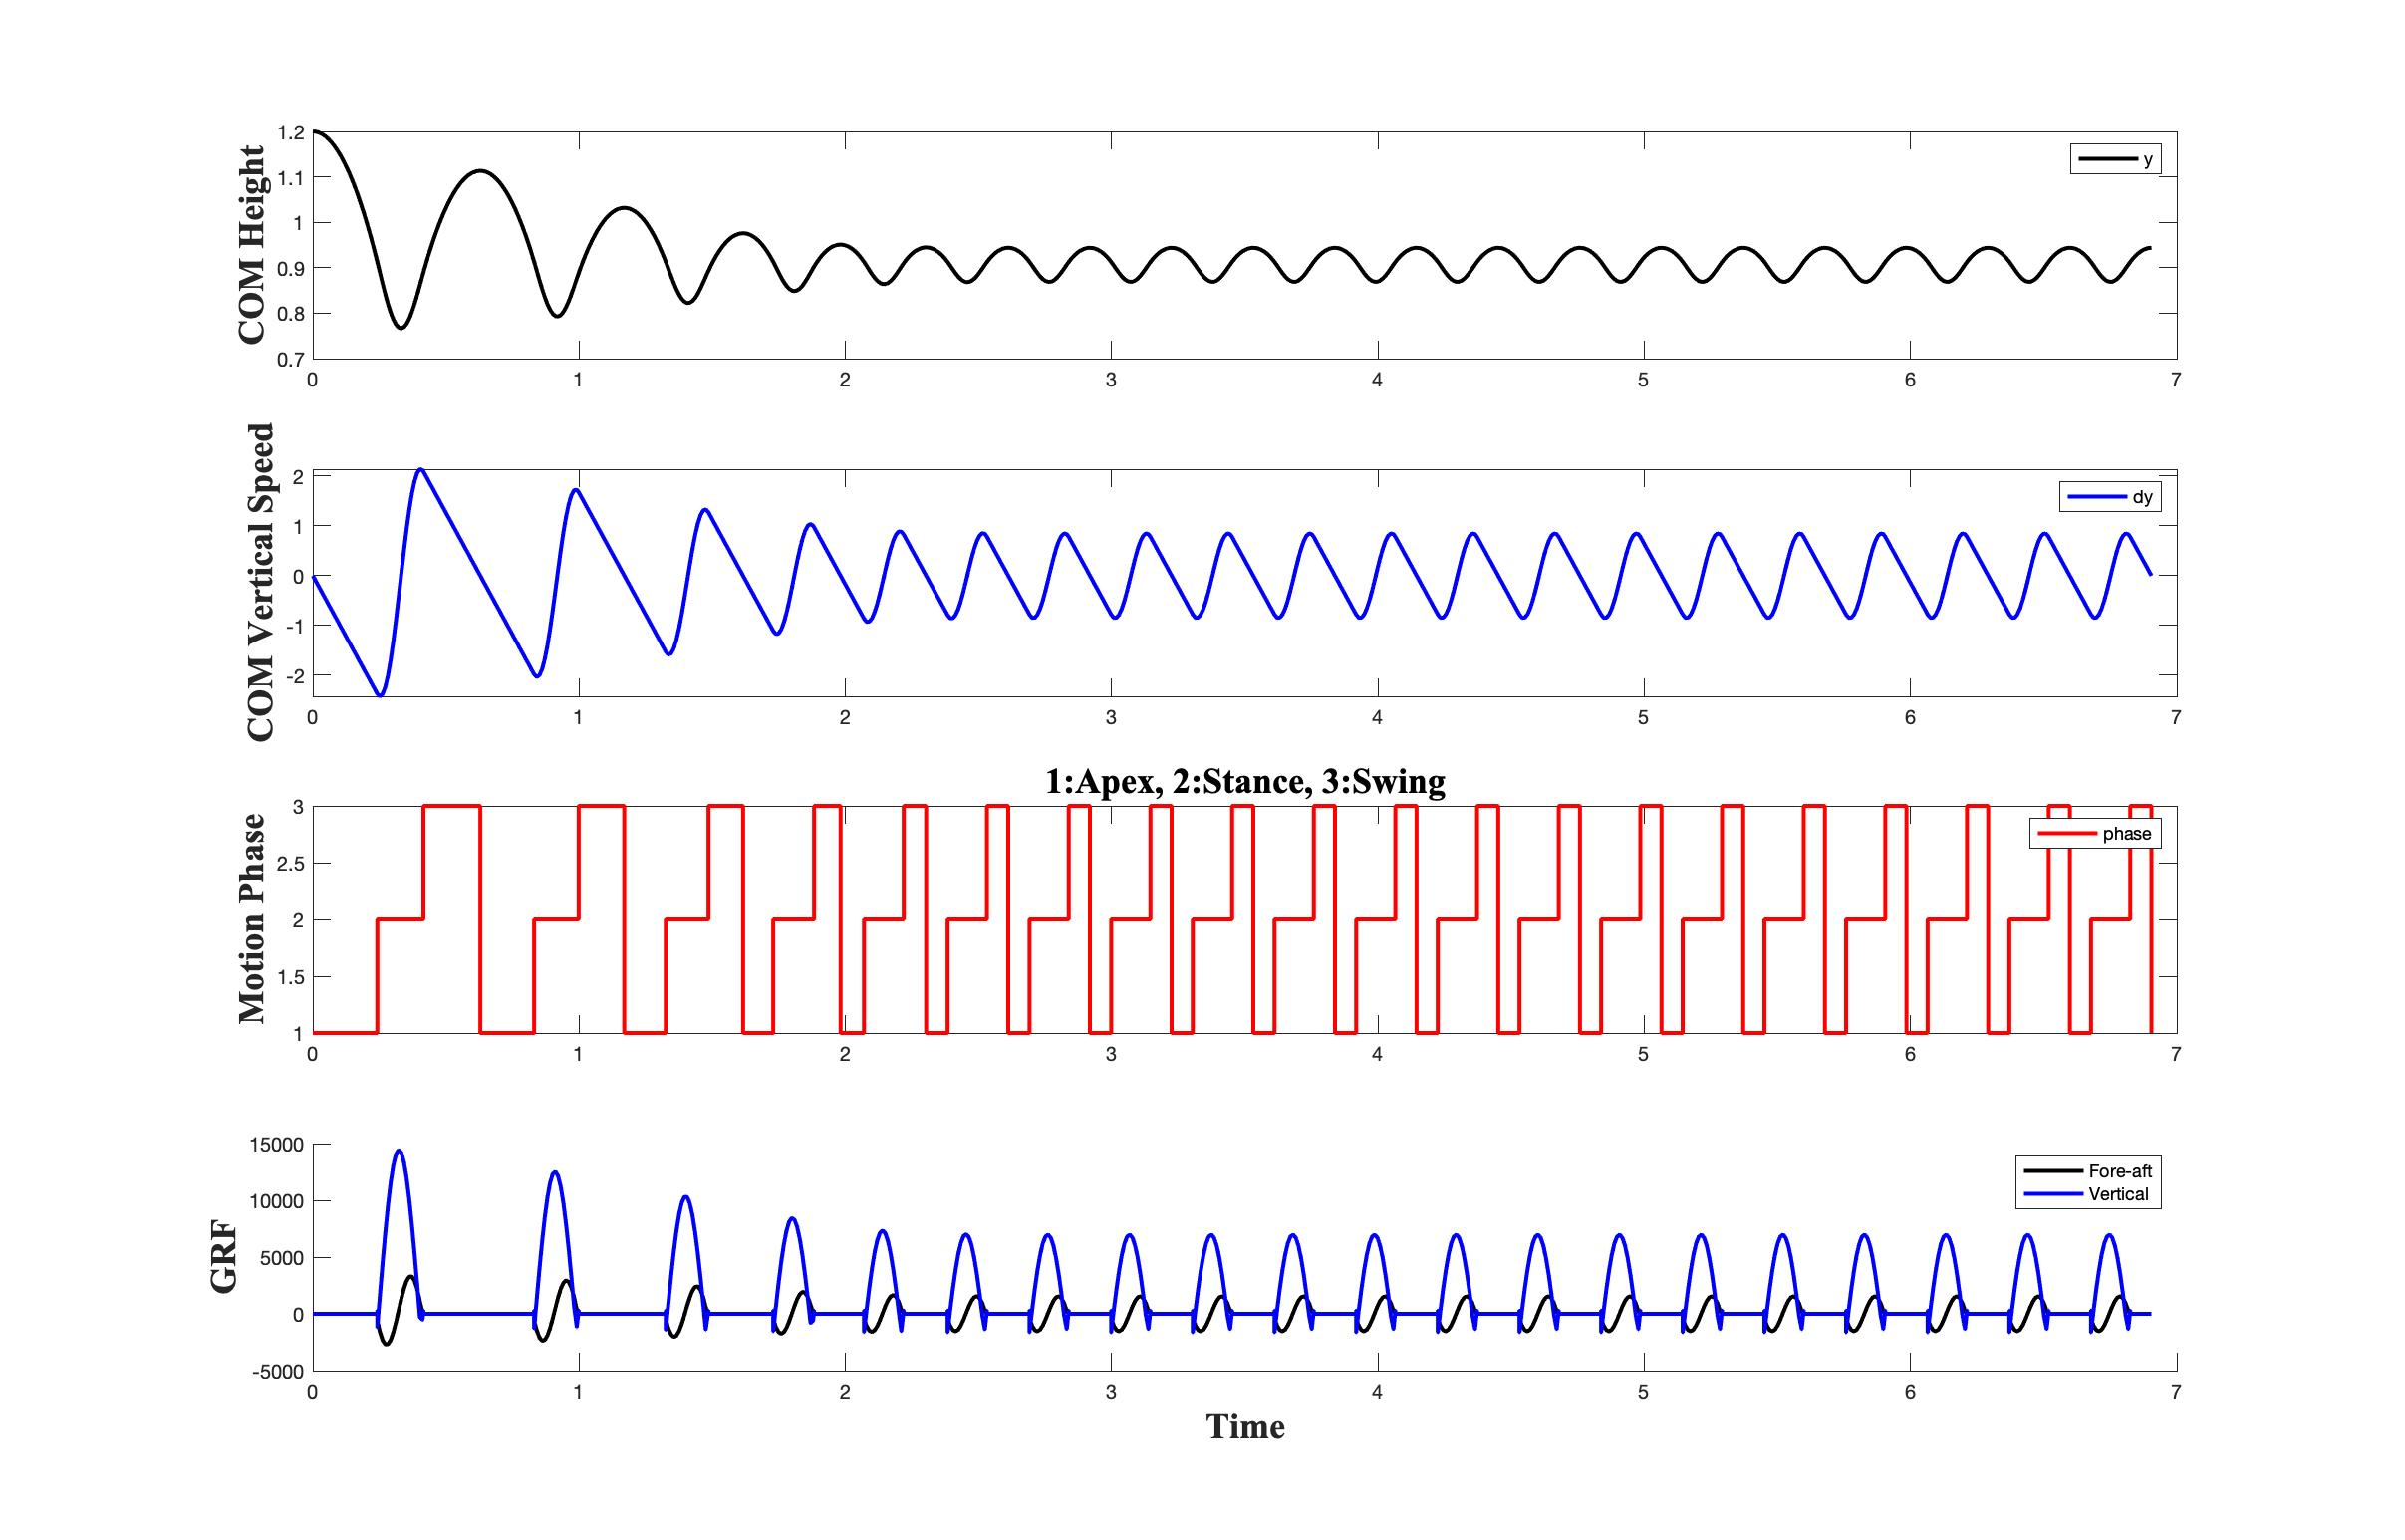 COM Height
1.2
1.1
1
0.9
0.8
0.7
y
0 1 2 3 4 5 6 7
COM Vertical Speed
2
1
0
-1
-2
dy
0 1 2 3 4 5 6 7
1:Apex, 2:Stance, 3:Swing
Motion Phase
3
2.5
2
1.5
1
phase
0 1 2 3 4 5 6 7
GRF
15000
10000
5000
0
-5000
Fore-aft
Vertical
0 1 2 3 4 5 6 7
Time